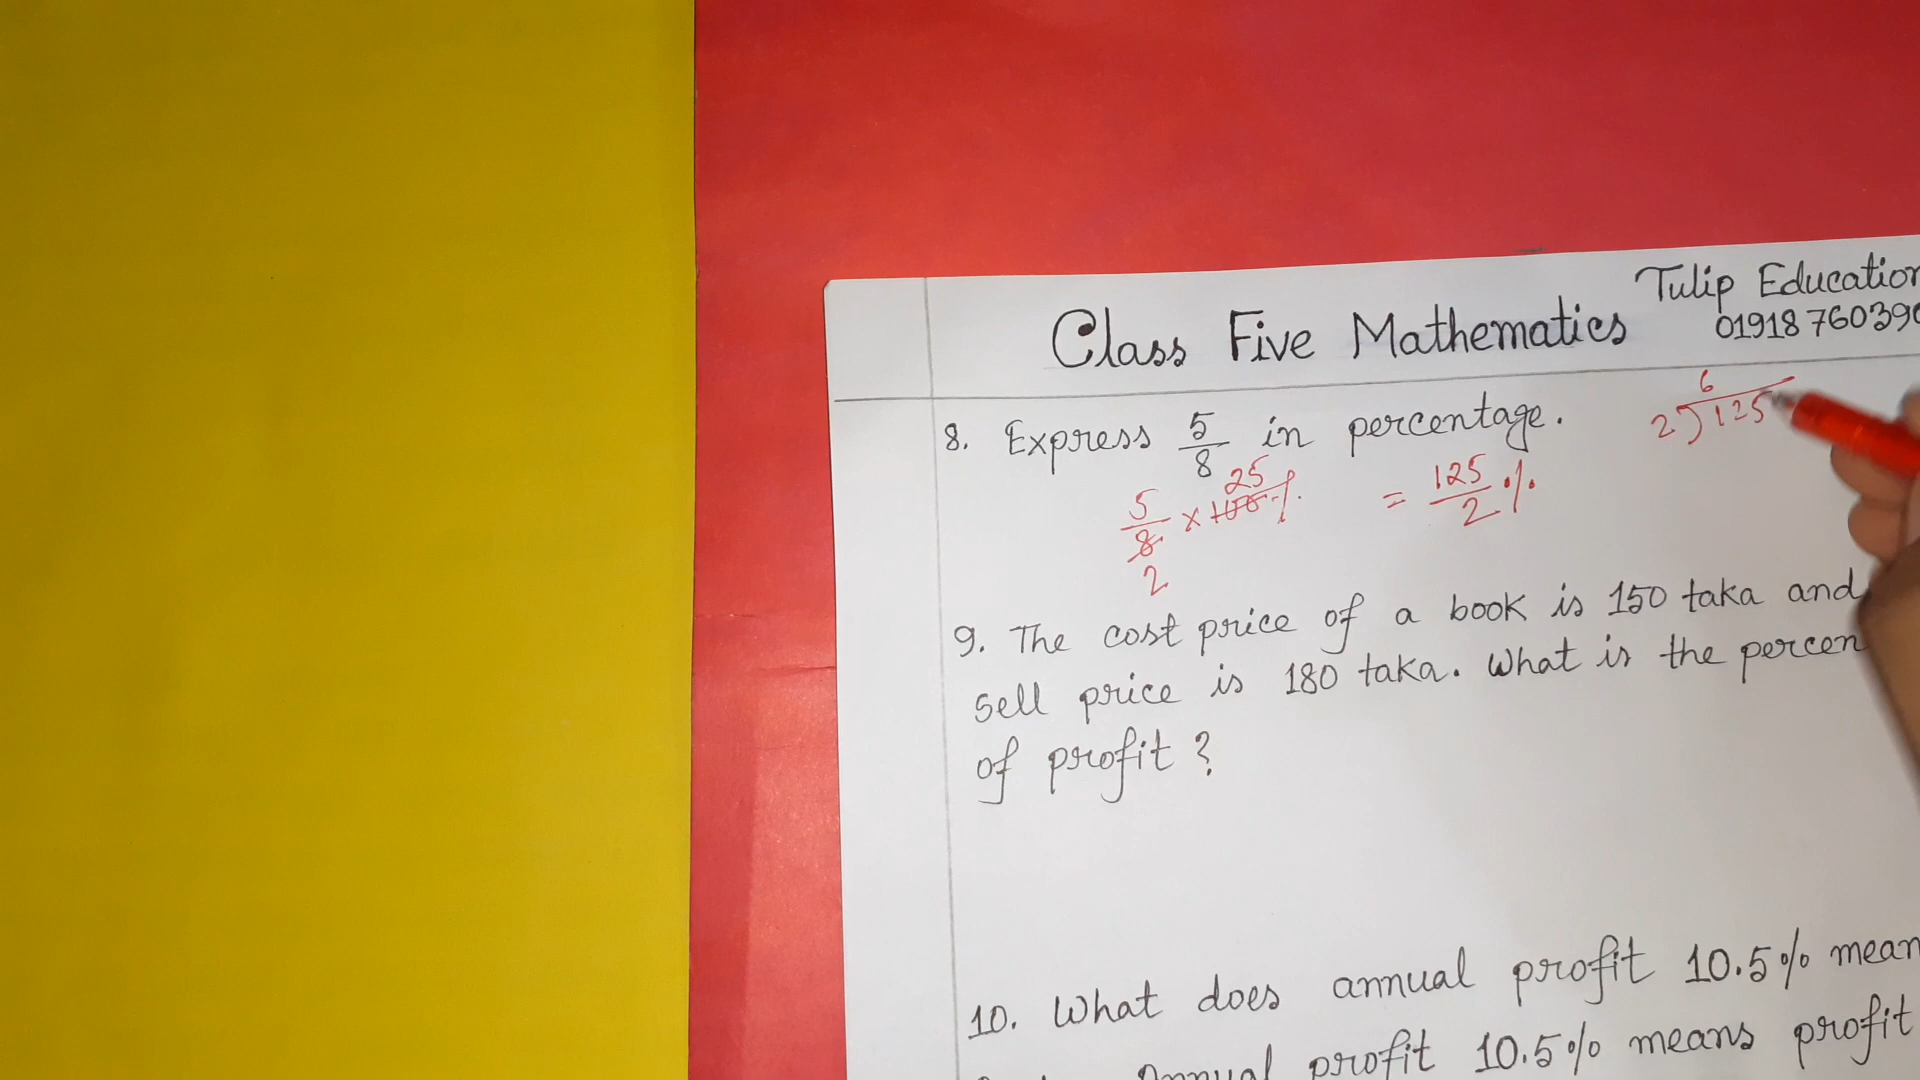 Tulip Education
Class Five Mathematics
01918 76039
8. Express 5/8 in percentage.
5/8 × 100% = 125/2 %
25
2
6
2)125
9. The cost price of a book is 150 taka and
sell price is 180 taka. What is the percen
of profit ?
10. What does annual profit 10.5% mean
Annual profit 10.5% means profit